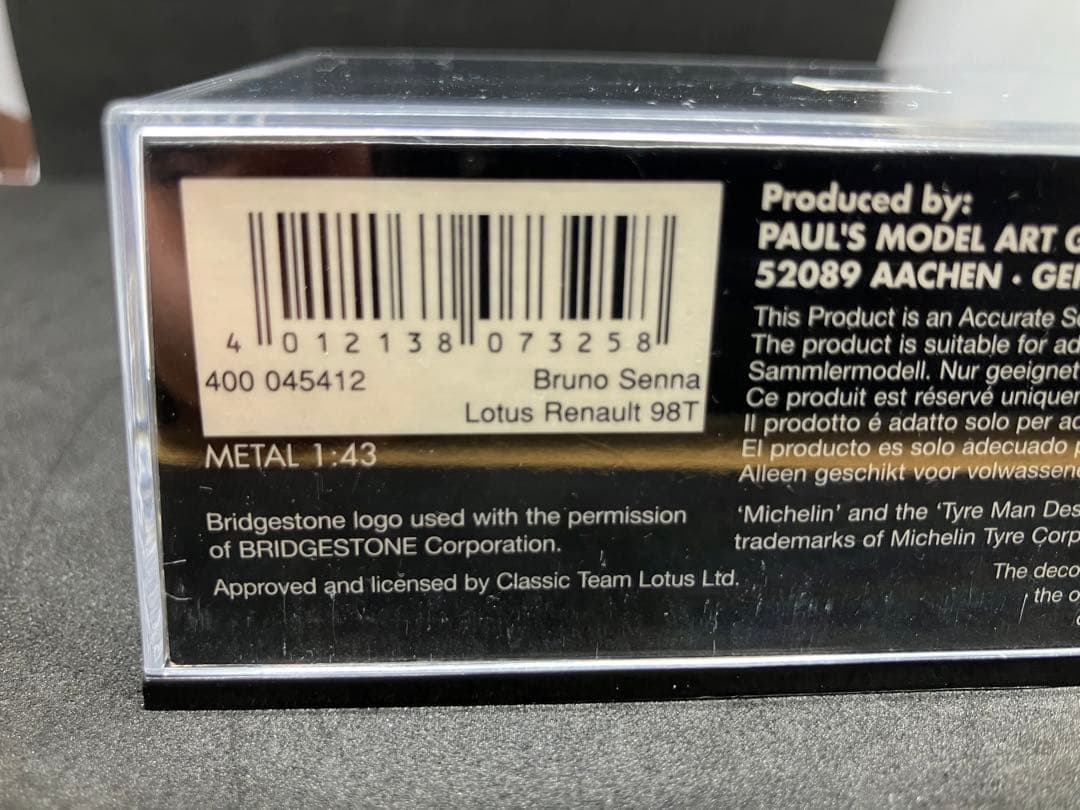 4 012138 073258
400 045412 Bruno Senna
Lotus Renault 98T
METAL 1:43
Bridgestone logo used with the permission
of BRIDGESTONE Corporation.
Approved and licensed by Classic Team Lotus Ltd.
Produced by:
PAUL'S MODEL ART
52089 AACHEN ·
This Product is an Accurate
The product is suitable for
Sammlermodell. Nur geeignet
Ce produit est réservé
Il prodotto é adatto solo per
El producto es solo adecuado
Alleen geschikt voor
'Michelin' and the 'Tyre Man
trademarks of Michelin Tyre
The
the